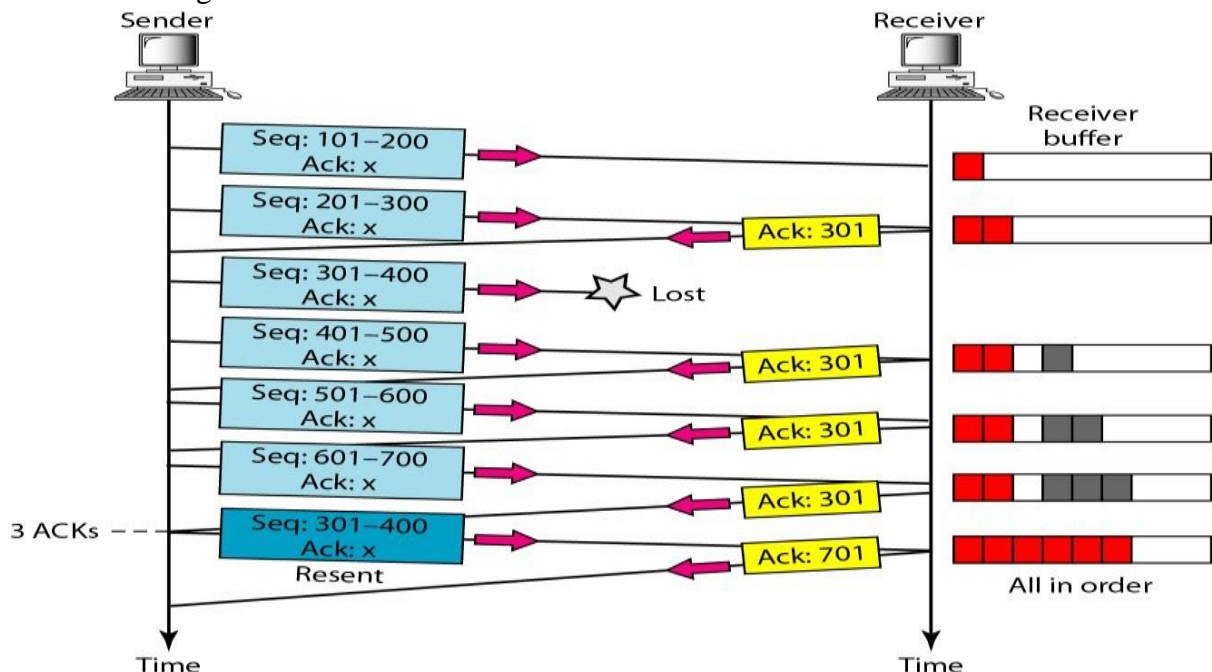 Sender
Receiver
Receiver
buffer
Seq: 101–200
Ack: x
Seq: 201–300
Ack: x
Ack: 301
Seq: 301–400
Ack: x
Lost
Seq: 401–500
Ack: x
Ack: 301
Seq: 501–600
Ack: x
Ack: 301
Seq: 601–700
Ack: x
Ack: 301
3 ACKs
Seq: 301–400
Ack: x
Resent
Ack: 701
All in order
Time
Time